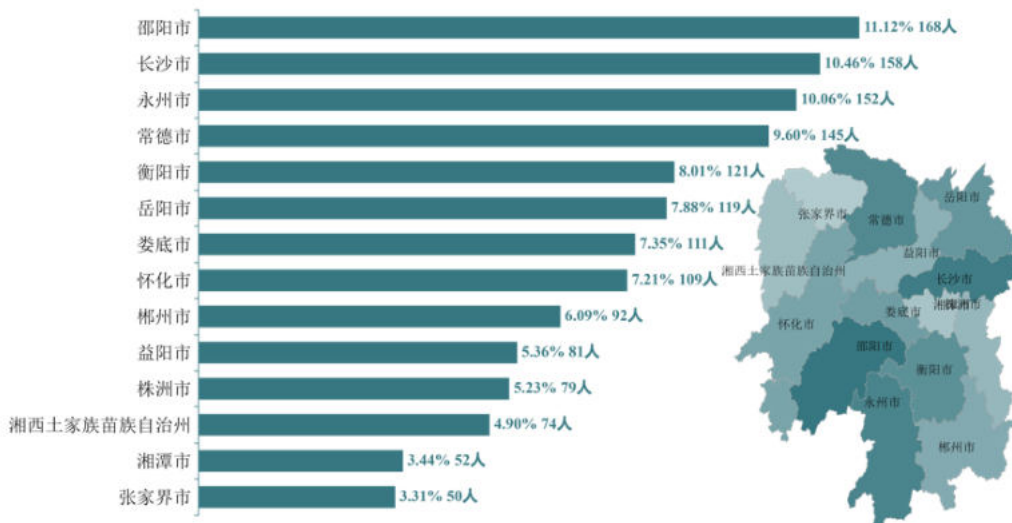 邵阳市 11.12% 168人
长沙市 10.46% 158人
永州市 10.06% 152人
常德市 9.60% 145人
衡阳市 8.01% 121人
岳阳市 7.88% 119人
娄底市 7.35% 111人
怀化市 7.21% 109人
郴州市 6.09% 92人
益阳市 5.36% 81人
株洲市 5.23% 79人
湘西土家族苗族自治州 4.90% 74人
湘潭市 3.44% 52人
张家界市 3.31% 50人
岳阳市
张家界市
常德市
益阳市
湘西土家族苗族自治州
长沙市
娄底市
怀化市
邵阳市
衡阳市
永州市
郴州市